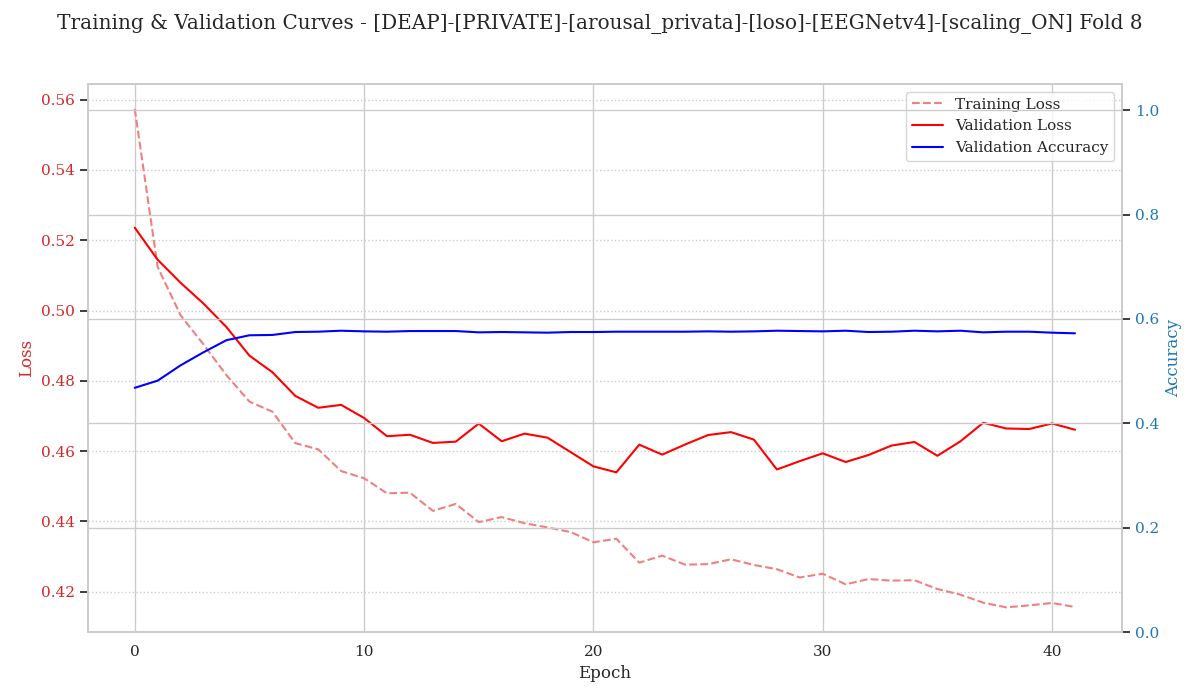 Training & Validation Curves - [DEAP]-[PRIVATE]-[arousal_privata]-[loso]-[EEGNetv4]-[scaling_ON] Fold 8
Training Loss
Validation Loss
Validation Accuracy
0.56
0.54
0.52
0.50
0.48
0.46
0.44
0.42
Loss
1.0
0.8
0.6
0.4
0.2
0.0
Accuracy
0
10
20
30
40
Epoch